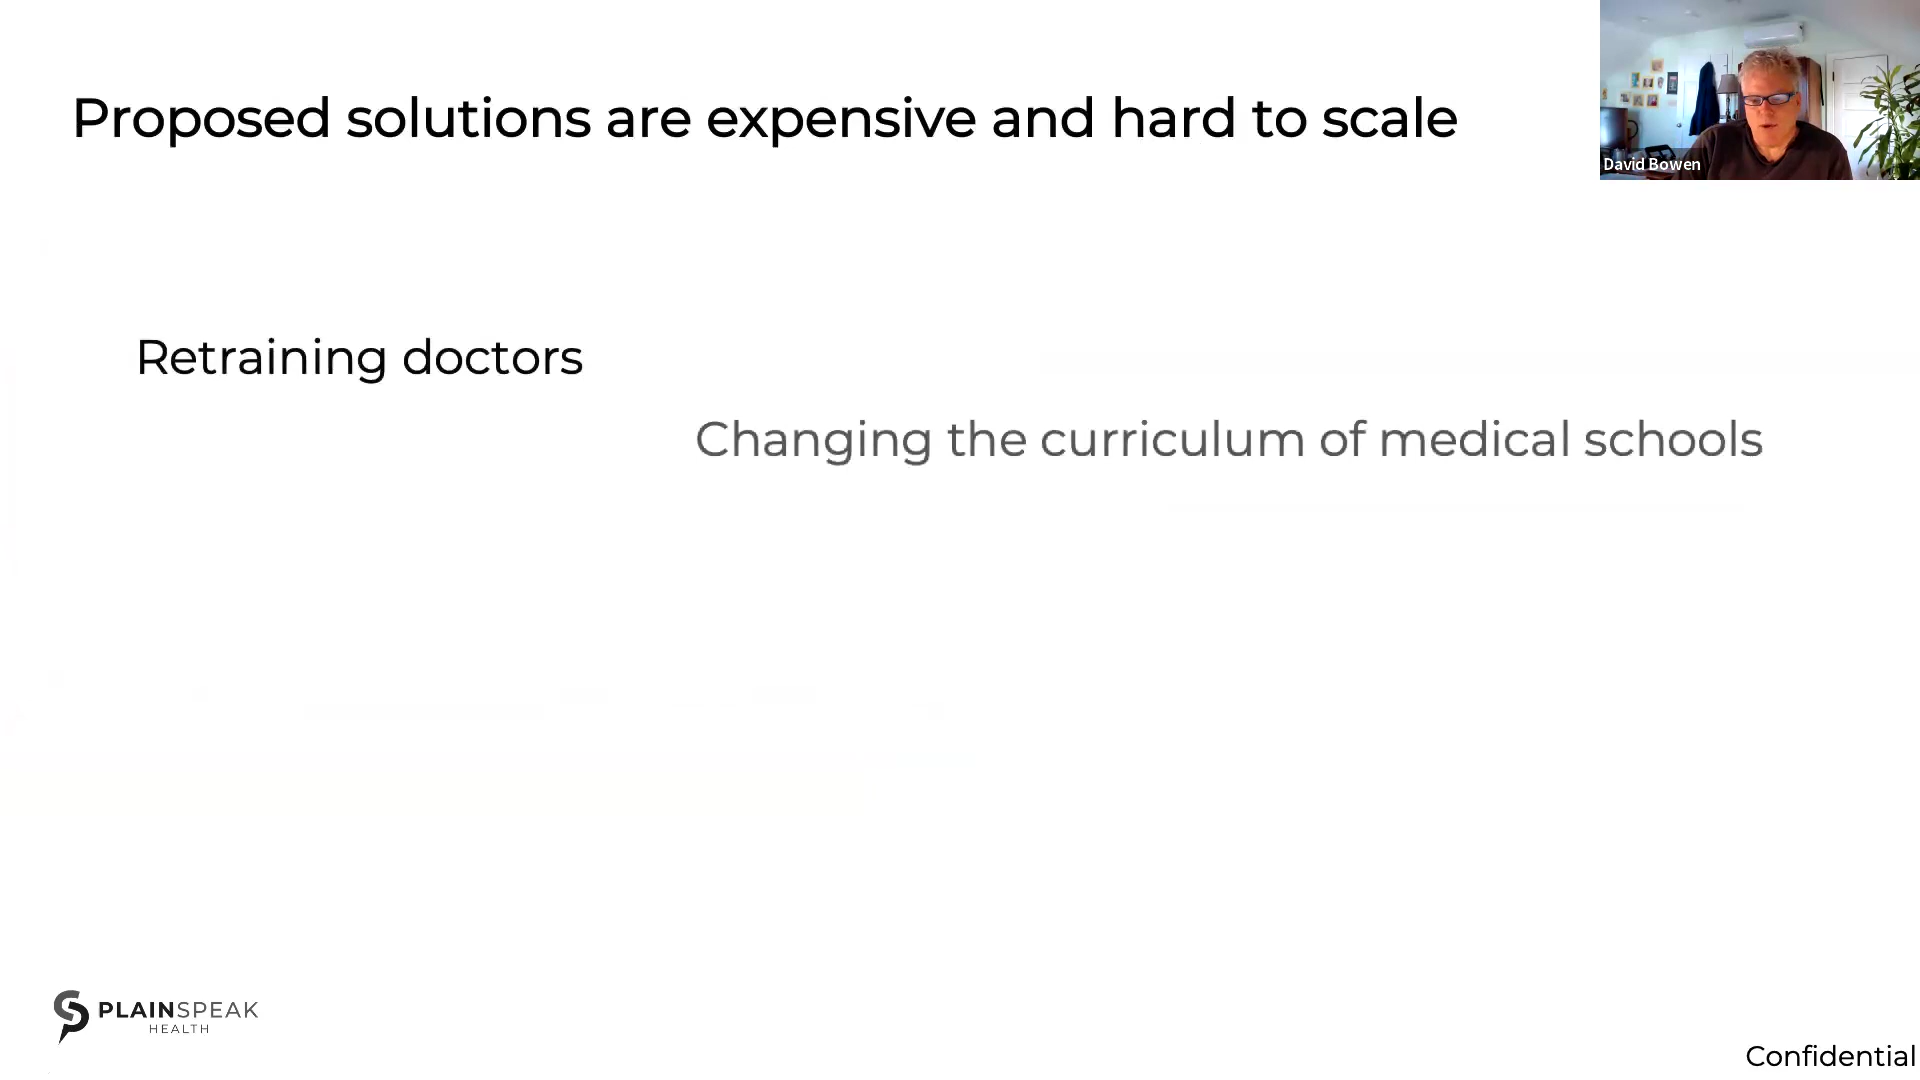 Proposed solutions are expensive and hard to scale
David Bowen
Retraining doctors
Changing the curriculum of medical schools
PLAINSPEAK
HEALTH
Confidential